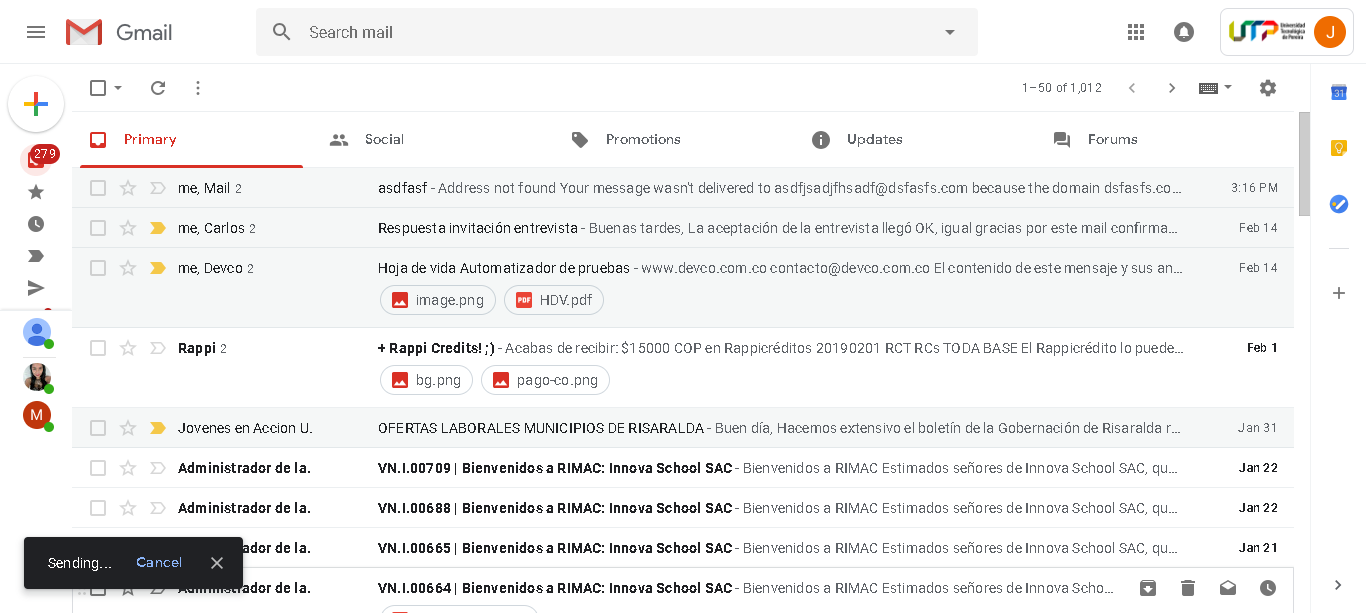 Gmail
Search mail
Universidad
Tecnológica
de Pereira
J
1–50 of 1,012
31
279
Primary
Social
Promotions
Updates
Forums
me, Mail 2 asdfasf - Address not found Your message wasn't delivered to asdfjsadjfhsadf@dsfasfs.com because the domain dsfasfs.co... 3:16 PM
me, Carlos 2 Respuesta invitación entrevista - Buenas tardes, La aceptación de la entrevista llegó OK, igual gracias por este mail confirma... Feb 14
me, Devco 2 Hoja de vida Automatizador de pruebas - www.devco.com.co contacto@devco.com.co El contenido de este mensaje y sus an... Feb 14
image.png PDF HDV.pdf
Rappi 2 + Rappi Credits! ;) - Acabas de recibir: $15000 COP en Rappicréditos 20190201 RCT RCs TODA BASE El Rappicrédito lo puede... Feb 1
bg.png pago-co.png
M
Jovenes en Accion U. OFERTAS LABORALES MUNICIPIOS DE RISARALDA - Buen día, Hacemos extensivo el boletín de la Gobernación de Risaralda r... Jan 31
Administrador de la. VN.I.00709 | Bienvenidos a RIMAC: Innova School SAC - Bienvenidos a RIMAC Estimados señores de Innova School SAC, qu... Jan 22
Administrador de la. VN.I.00688 | Bienvenidos a RIMAC: Innova School SAC - Bienvenidos a RIMAC Estimados señores de Innova School SAC, qu... Jan 22
ador de la. VN.I.00665 | Bienvenidos a RIMAC: Innova School SAC - Bienvenidos a RIMAC Estimados señores de Innova School SAC, qu... Jan 21
Sending... Cancel
Administrador de la. VN.I.00664 | Bienvenidos a RIMAC: Innova School SAC - Bienvenidos a RIMAC Estimados señores de Innova Scho...